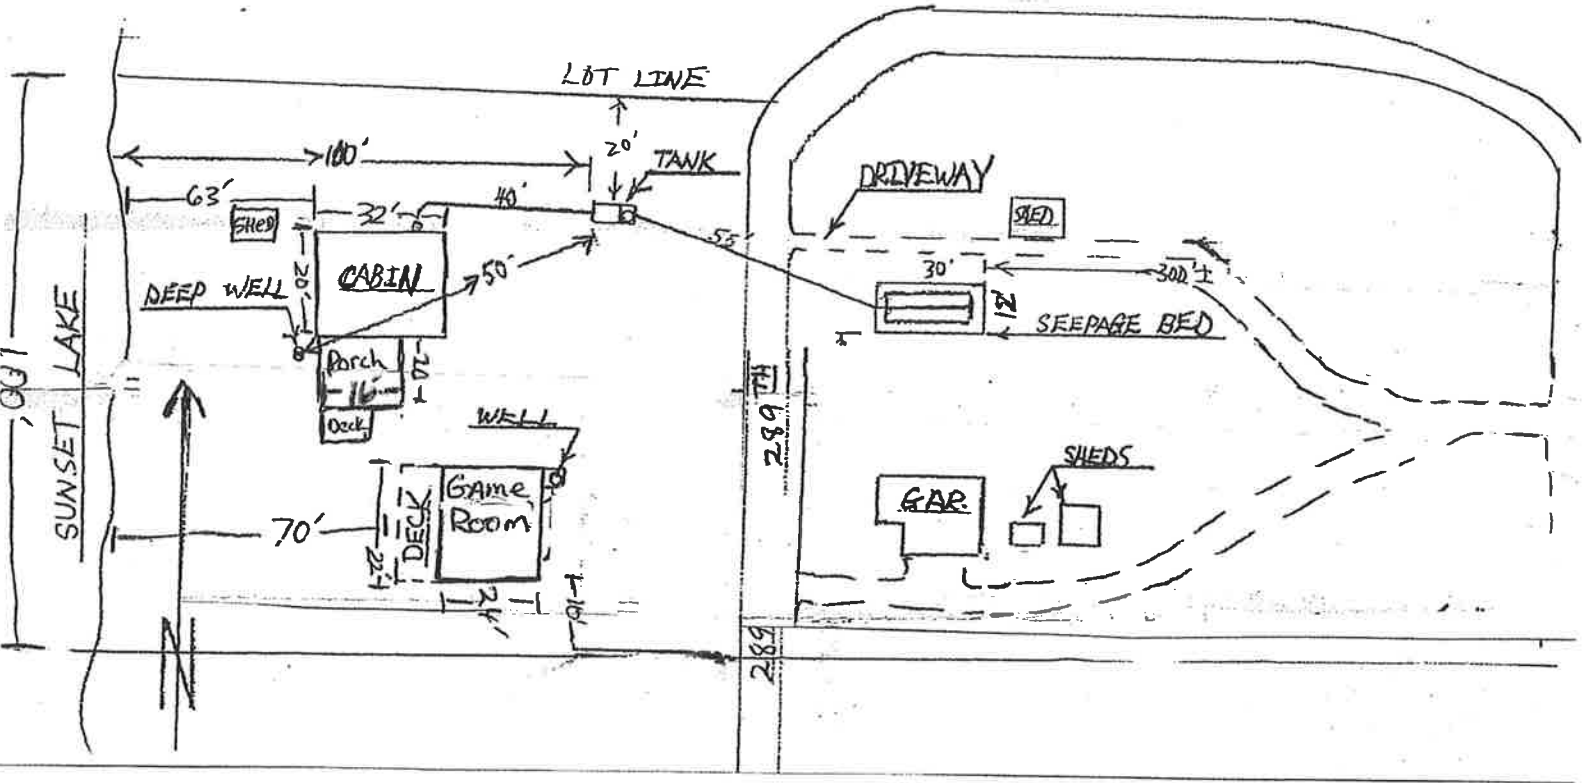 LOT LINE
100'
20'
TANK
DRIVEWAY
63'
SHED
32'
40'
55'
SHED
20'
CABIN
50'
30'
300'±
DEEP WELL
12'
SEEPAGE BED
SUNSET LAKE
100'
Porch
16'
20'
Deck
WELL
289 TH
SHEDS
GAME
ROOM
DECK
GAR.
70'
22'
24'
10'
289
N